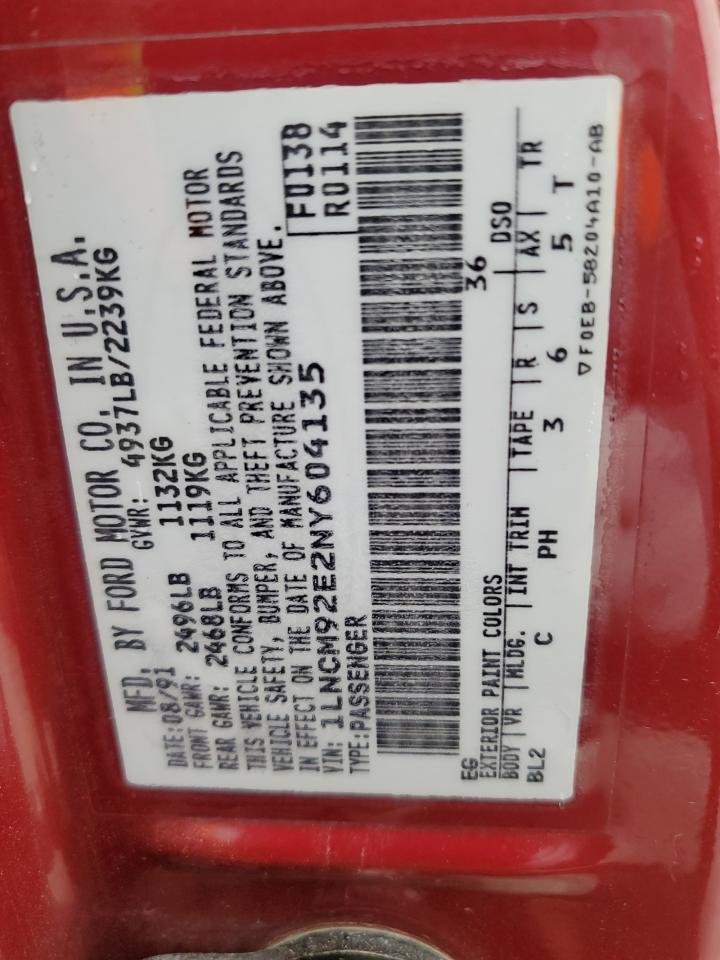 MFD. BY FORD MOTOR CO. IN U.S.A.
DATE: 08/91 GVWR: 4937LB/2239KG
FRONT GAWR: 2496LB 1132KG
REAR GAWR: 2468LB 1119KG
THIS VEHICLE CONFORMS TO ALL APPLICABLE FEDERAL MOTOR
VEHICLE SAFETY, BUMPER, AND THEFT PREVENTION STANDARDS
IN EFFECT ON THE DATE OF MANUFACTURE SHOWN ABOVE.
VIN: 1LNCM92E2NY604135 F0138
TYPE: PASSENGER R0114
EG 36
EXTERIOR PAINT COLORS DSO
BODY VR MLDG. INT TRIM TAPE R S AX TR
BL2 C PH 3 6 5 T
▽F0EB-58204A10-AB